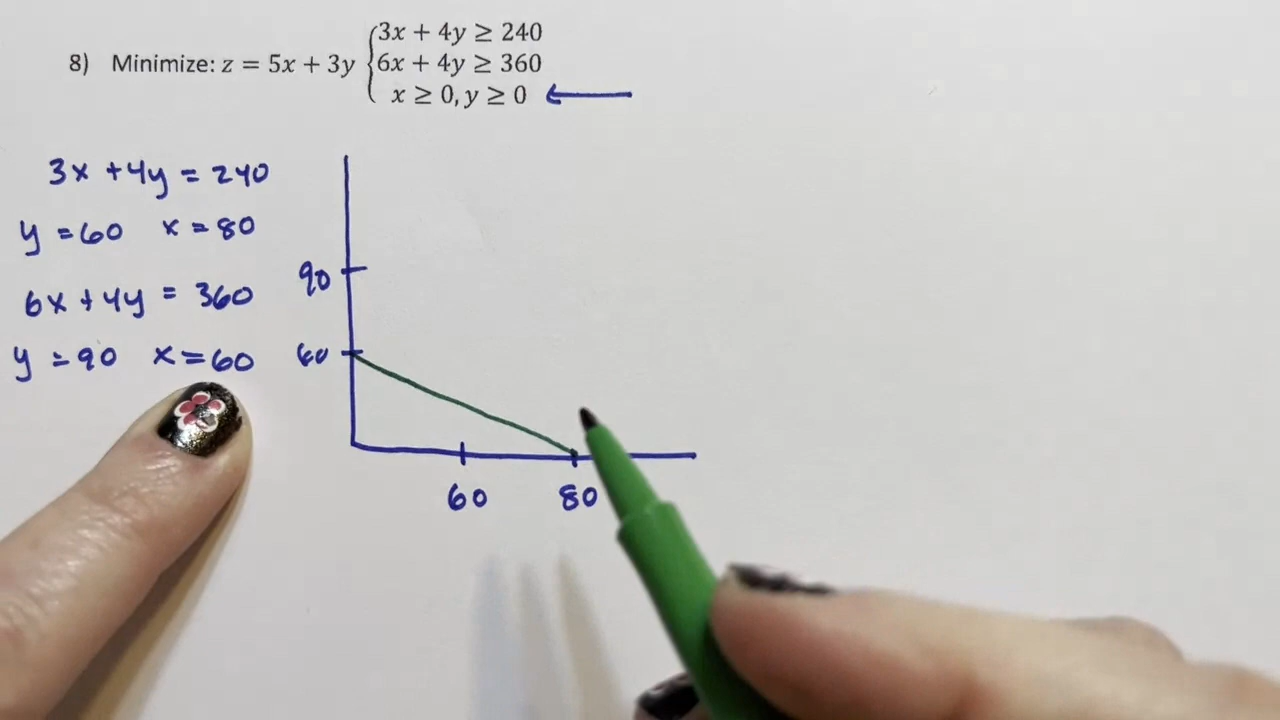 8) Minimize: z = 5x + 3y
3x + 4y ≥ 240
6x + 4y ≥ 360
x ≥ 0, y ≥ 0
3x + 4y = 240
y = 60 x = 80
6x + 4y = 360
y = 90 x = 60
90
60
60 80